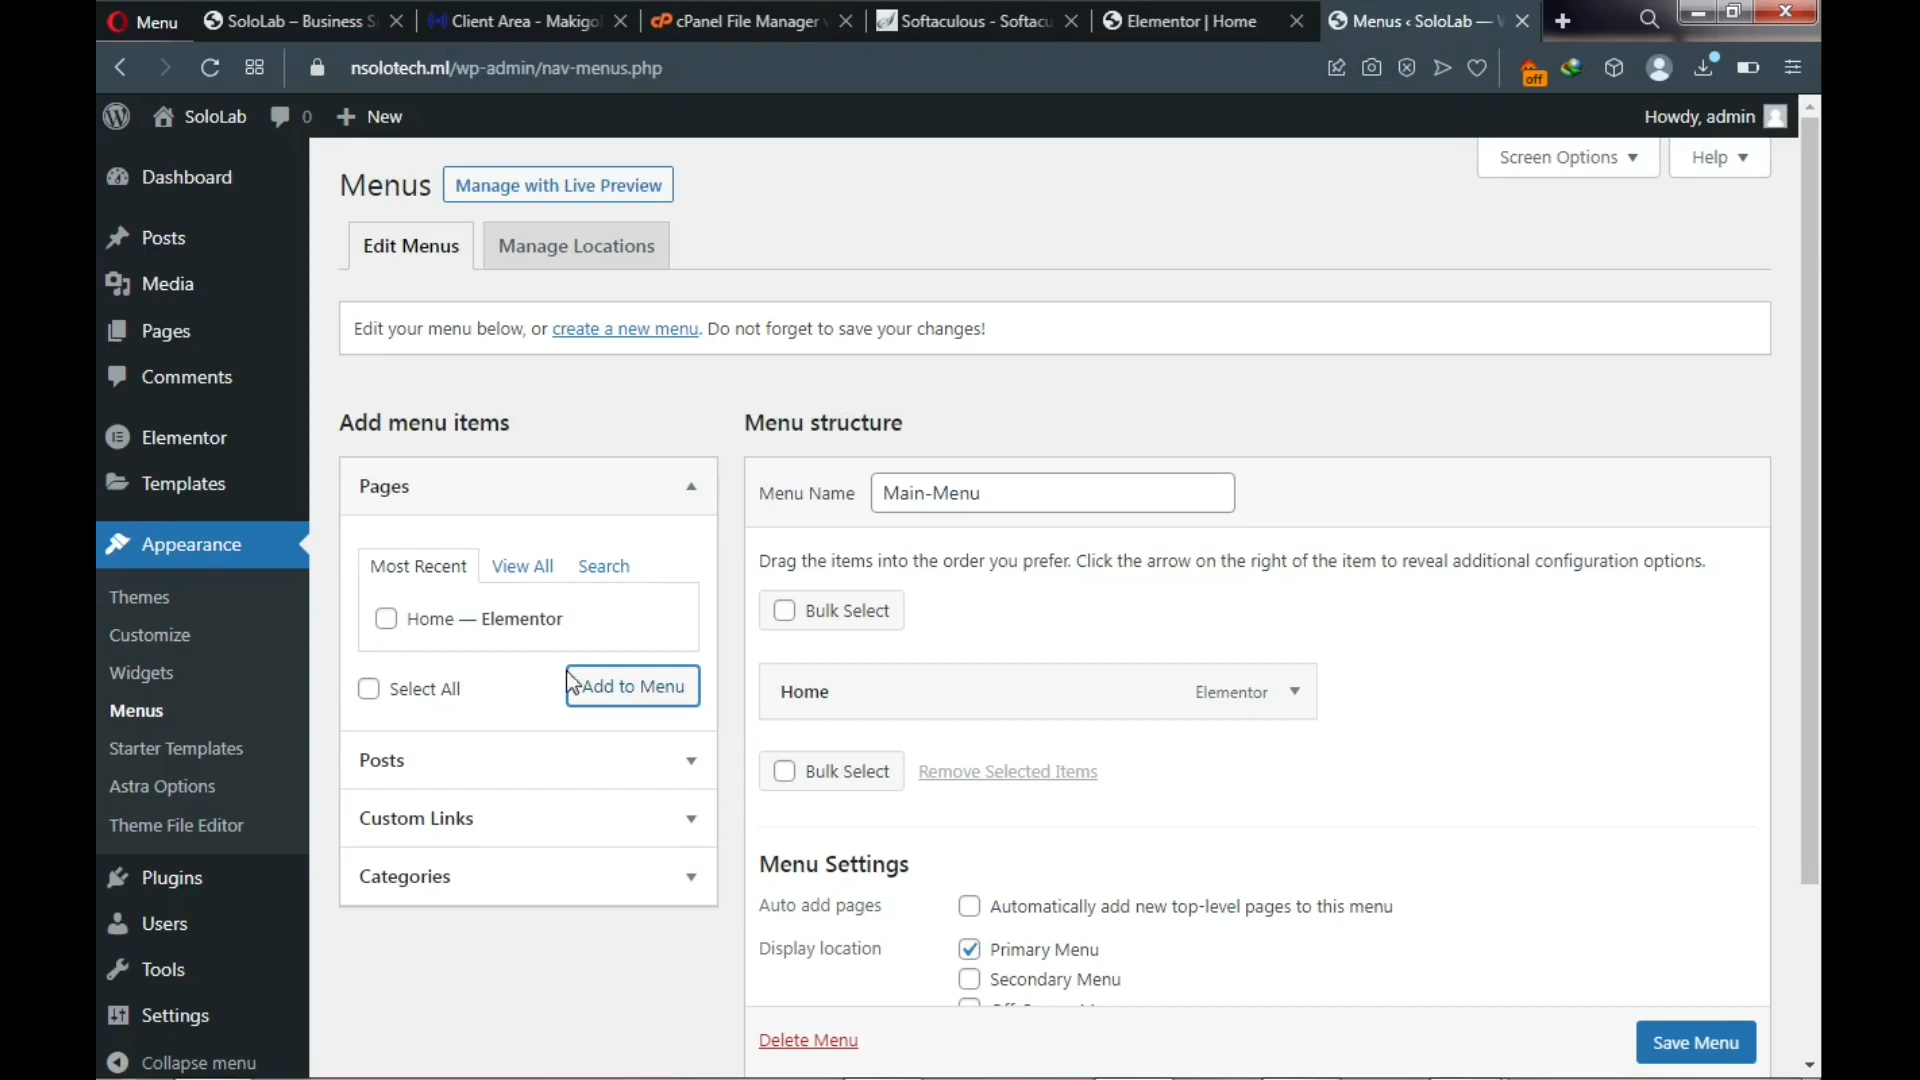 Menu
SoloLab – Business S
Client Area - Makigol
cP cPanel File Manager
Softaculous - Softacu
Elementor | Home
Menus ‹ SoloLab —
nsolotech.ml/wp-admin/nav-menus.php
off
SoloLab
0
New
Howdy, admin
Dashboard
Posts
Media
Pages
Comments
Elementor
Templates
Appearance
Themes
Customize
Widgets
Menus
Starter Templates
Astra Options
Theme File Editor
Plugins
Users
Tools
Settings
Collapse menu
Screen Options
Help
Menus
Manage with Live Preview
Edit Menus
Manage Locations
Edit your menu below, or create a new menu. Do not forget to save your changes!
Add menu items
Pages
Most Recent
View All
Search
Home — Elementor
Select All
Add to Menu
Posts
Custom Links
Categories
Menu structure
Menu Name
Main-Menu
Drag the items into the order you prefer. Click the arrow on the right of the item to reveal additional configuration options.
Bulk Select
Home
Elementor
Bulk Select
Remove Selected Items
Menu Settings
Auto add pages
Automatically add new top-level pages to this menu
Display location
Primary Menu
Secondary Menu
Delete Menu
Save Menu